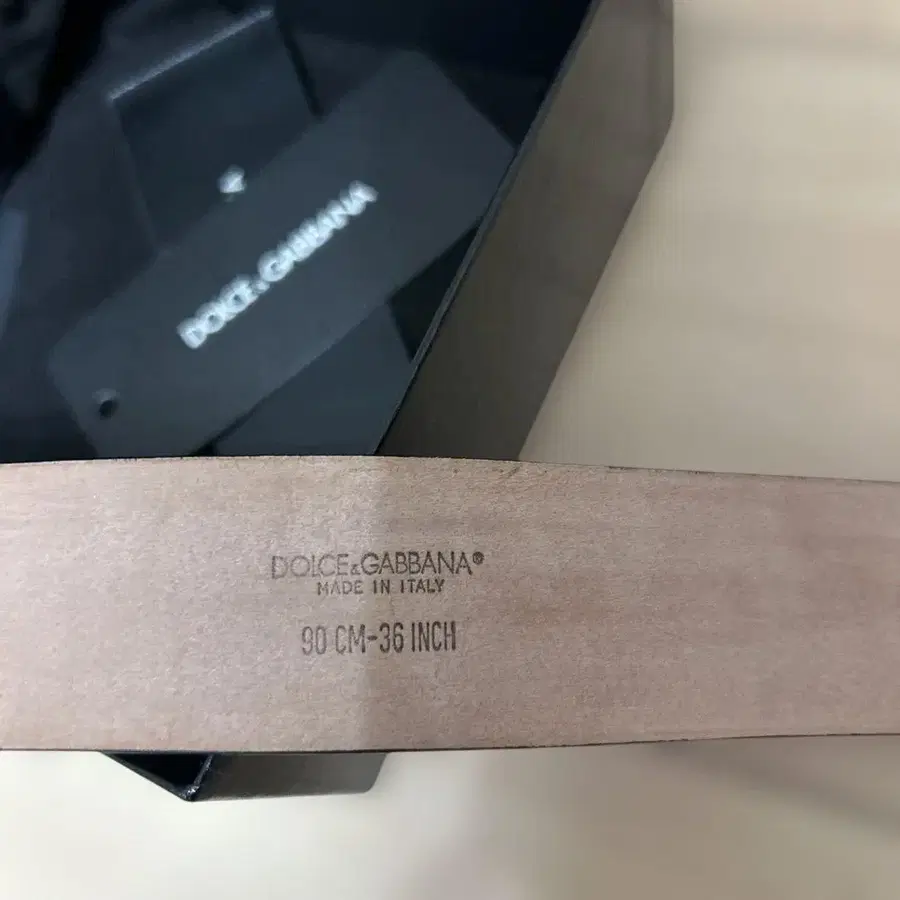 DOLCE&GABBANA
DOLCE&GABBANA®
MADE IN ITALY
90 CM-36 INCH